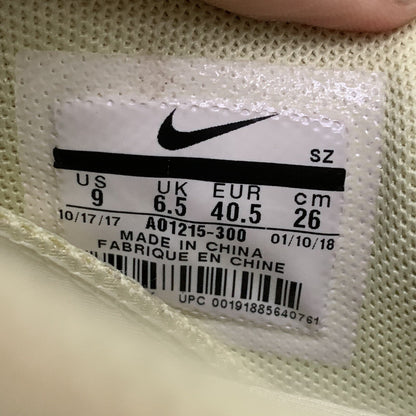 SZ
US UK EUR cm
9 6.5 40.5 26
10/17/17 AO1215-300 01/10/18
MADE IN CHINA
FABRIQUE EN CHINE
UPC 00191885640761